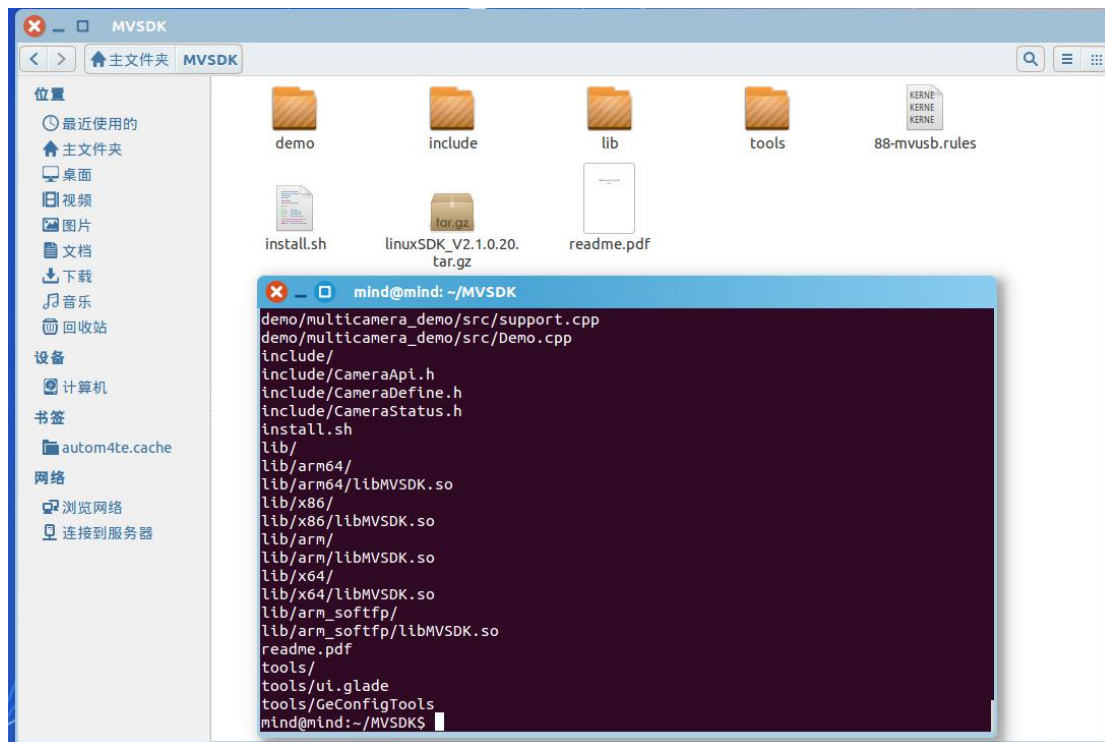 MVSDK
主文件夹 MVSDK
位置
最近使用的
主文件夹
桌面
视频
图片
文档
下载
音乐
回收站
设备
计算机
书签
autom4te.cache
网络
浏览网络
连接到服务器
KERNE
KERNE
KERNE
demo include lib tools 88-mvusb.rules
tar.gz
install.sh linuxSDK_V2.1.0.20. readme.pdf
tar.gz
mind@mind: ~/MVSDK
demo/multicamera_demo/src/support.cpp
demo/multicamera_demo/src/Demo.cpp
include/
include/CameraApi.h
include/CameraDefine.h
include/CameraStatus.h
install.sh
lib/
lib/arm64/
lib/arm64/libMVSDK.so
lib/x86/
lib/x86/libMVSDK.so
lib/arm/
lib/arm/libMVSDK.so
lib/x64/
lib/x64/libMVSDK.so
lib/arm_softfp/
lib/arm_softfp/libMVSDK.so
readme.pdf
tools/
tools/ui.glade
tools/GeConfigTools
mind@mind:~/MVSDK$